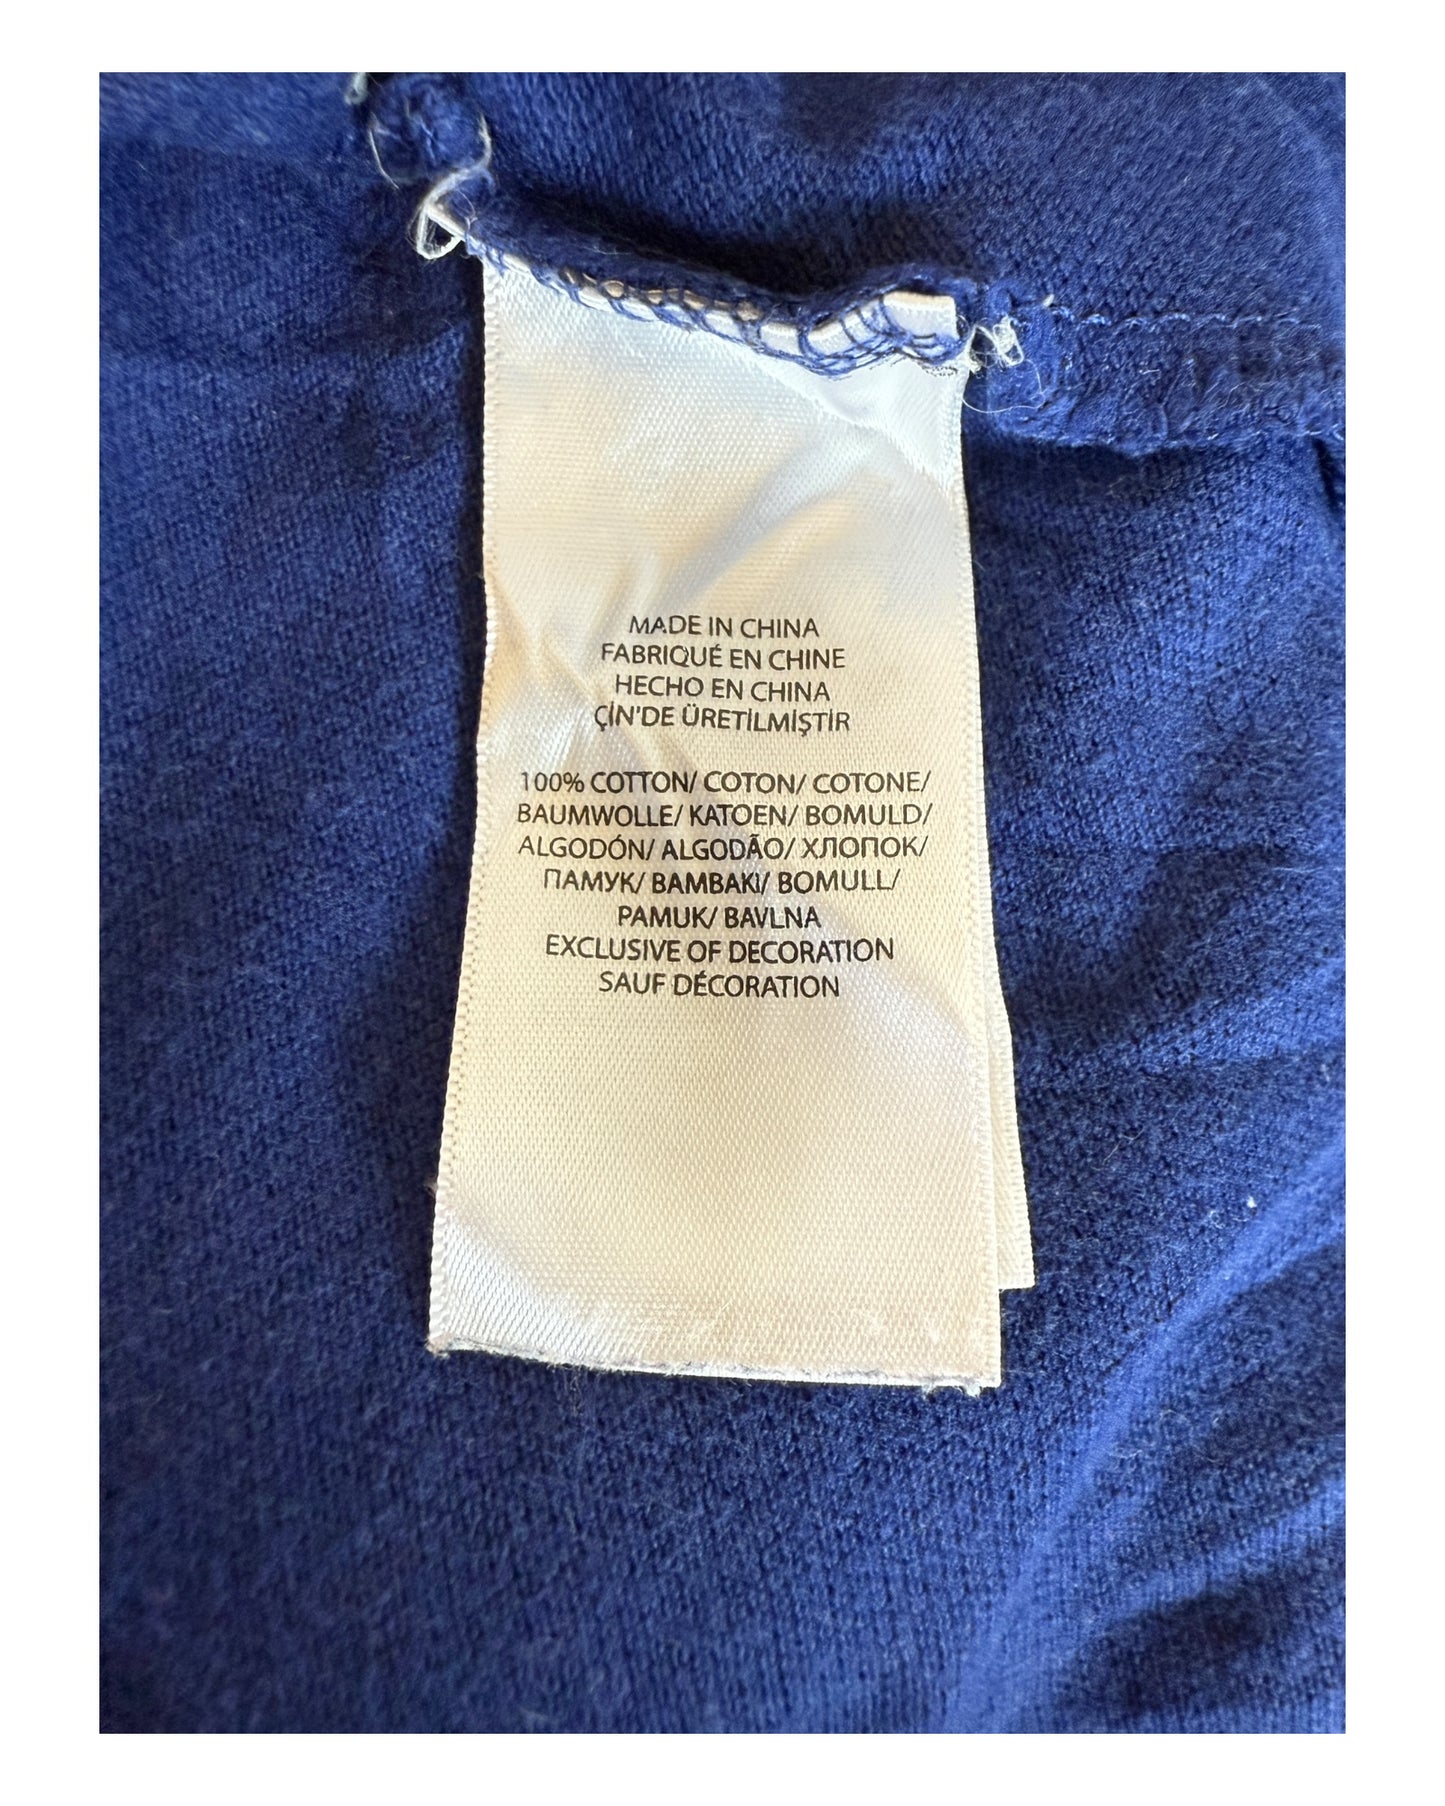 MADE IN CHINA
FABRIQUÉ EN CHINE
HECHO EN CHINA
ÇİN'DE ÜRETİLMİŞTİR
100% COTTON/ COTON/ COTONE/
BAUMWOLLE/ KATOEN/ BOMULD/
ALGODÓN/ ALGODÃO/ ХЛОПОК/
ПАМУК/ BAMBAKI/ BOMULL/
PAMUK/ BAVLNA
EXCLUSIVE OF DECORATION
SAUF DÉCORATION